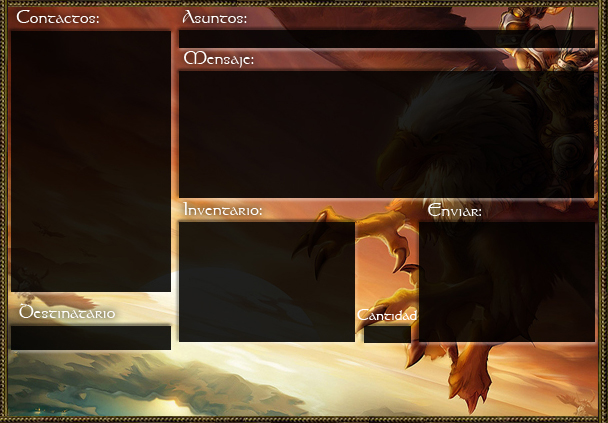 Contactos:
Asuntos:
Mensaje:
Inventario:
Enviar:
Destinatario
Cantidad